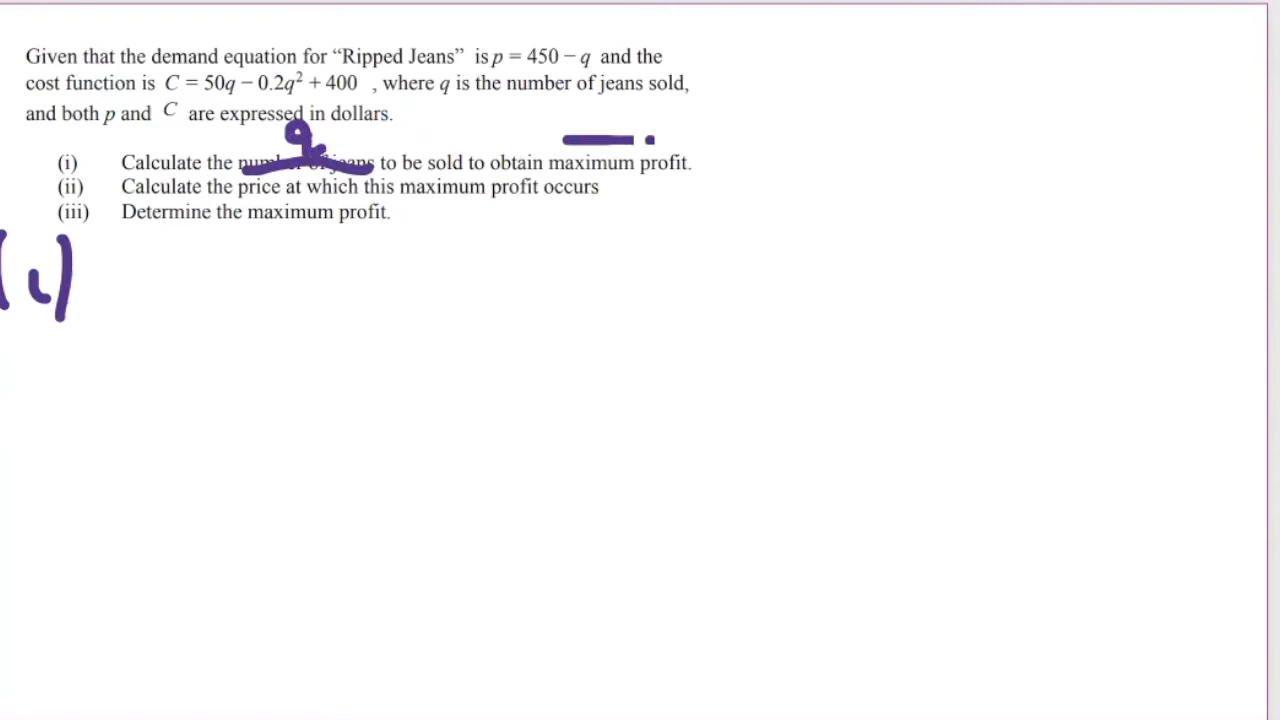 Given that the demand equation for “Ripped Jeans” is p = 450 − q and the
cost function is C = 50q − 0.2q² + 400 , where q is the number of jeans sold,
and both p and C are expressed in dollars.
q
(i) Calculate the number of jeans to be sold to obtain maximum profit.
(ii) Calculate the price at which this maximum profit occurs
(iii) Determine the maximum profit.
(i)